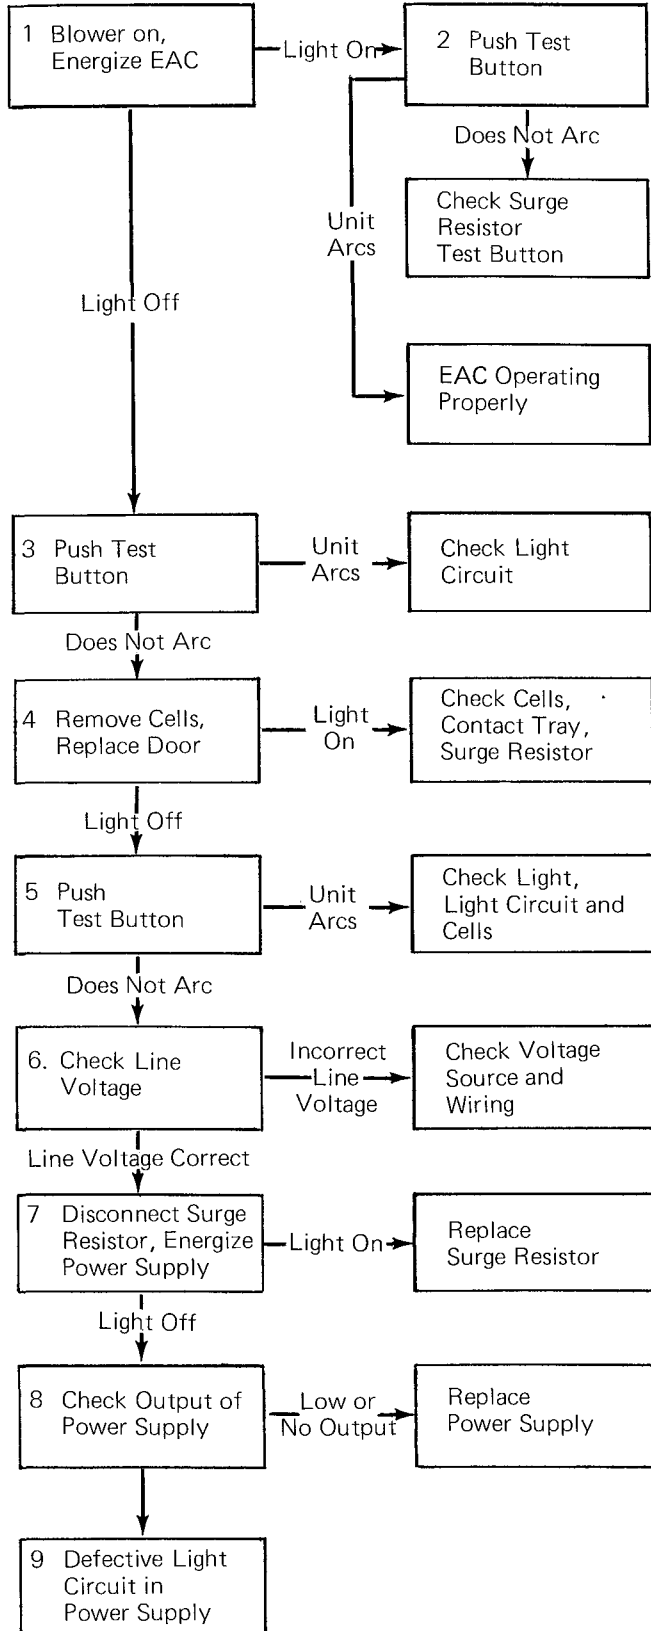 1 Blower on,
Energize EAC
Light On
2 Push Test
Button
Does Not Arc
Check Surge
Resistor
Test Button
Unit
Arcs
EAC Operating
Properly
Light Off
3 Push Test
Button
Unit
Arcs
Check Light
Circuit
Does Not Arc
4 Remove Cells,
Replace Door
Light
On
Check Cells,
Contact Tray,
Surge Resistor
Light Off
5 Push
Test Button
Unit
Arcs
Check Light,
Light Circuit and
Cells
Does Not Arc
6. Check Line
Voltage
Incorrect
Line
Voltage
Check Voltage
Source and
Wiring
Line Voltage Correct
7 Disconnect Surge
Resistor, Energize
Power Supply
Light On
Replace
Surge Resistor
Light Off
8 Check Output of
Power Supply
Low or
No Output
Replace
Power Supply
9 Defective Light
Circuit in
Power Supply